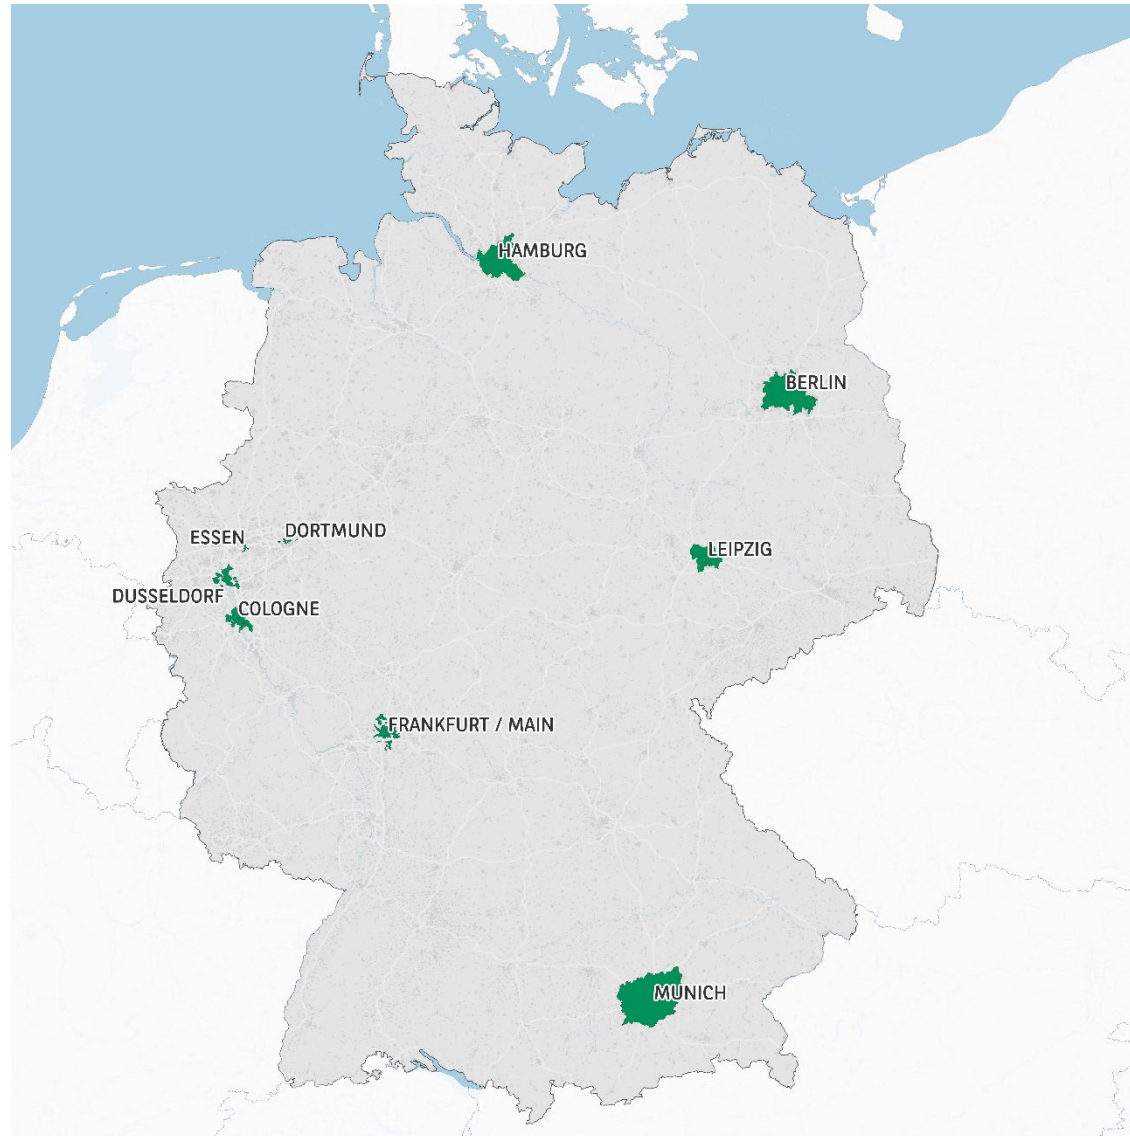 HAMBURG
BERLIN
DORTMUND
ESSEN
LEIPZIG
DUSSELDORF
COLOGNE
FRANKFURT / MAIN
MUNICH